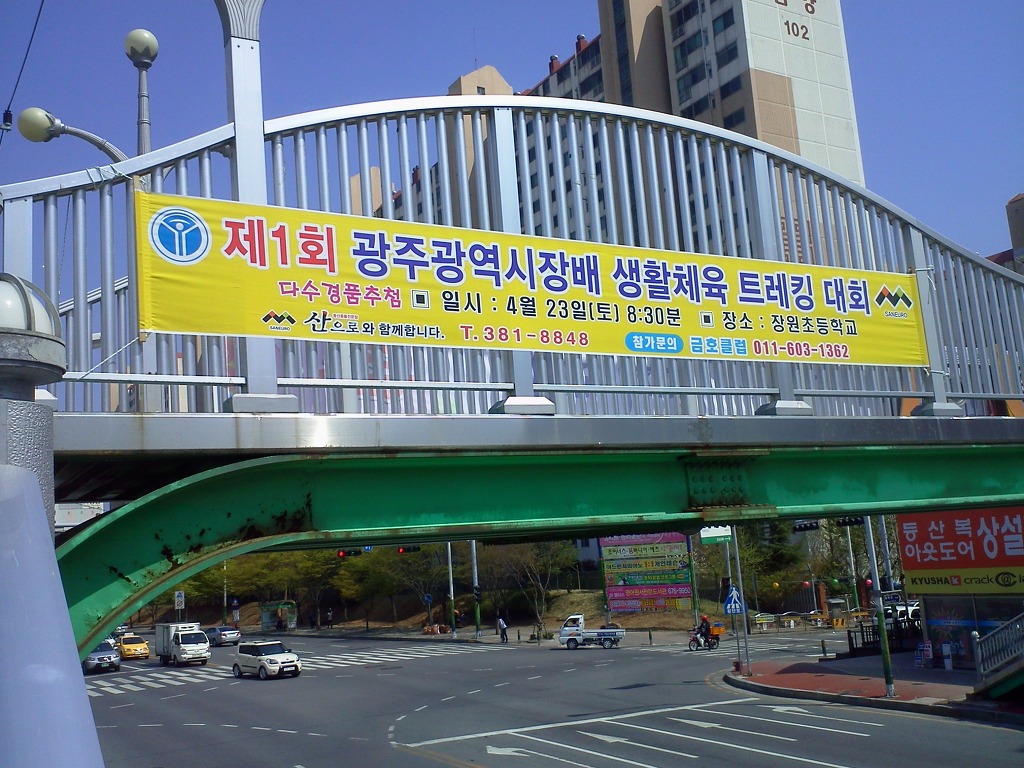 102
제1회 광주광역시장배 생활체육 트레킹 대회
다수경품추첨 ▣ 일시 : 4월 23일(토) 8:30분 ▣ 장소 : 장원초등학교
SANEURO 산으로와 함께합니다. T.381-8848 참가문의 금호클럽 011-603-1362
SANEURO
등산복 상설
아웃도어
KYUSHAK crack